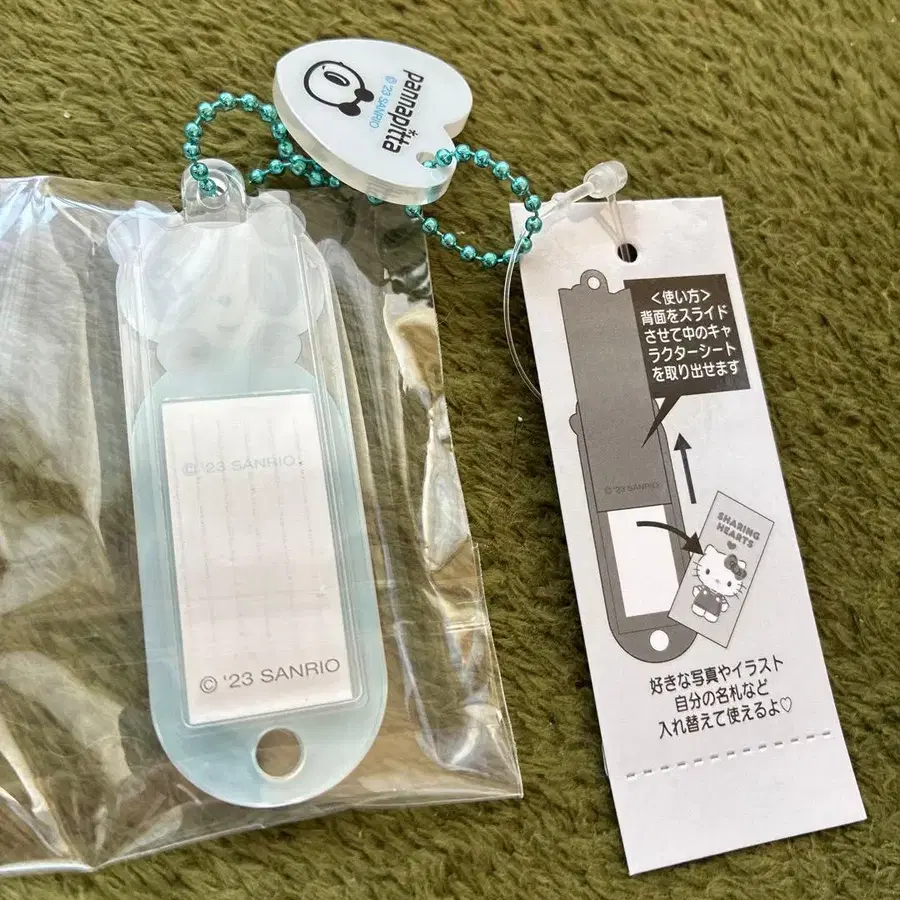 pannapitta
© '23 SANRIO
© '23 SANRIO
© '23 SANRIO
<使い方>
背面をスライド
させて中のキャ
ラクターシート
を取り出せます
© '23 SANRIO
SHARING
HEARTS
好きな写真やイラスト
自分の名札など
入れ替えて使えるよ♡